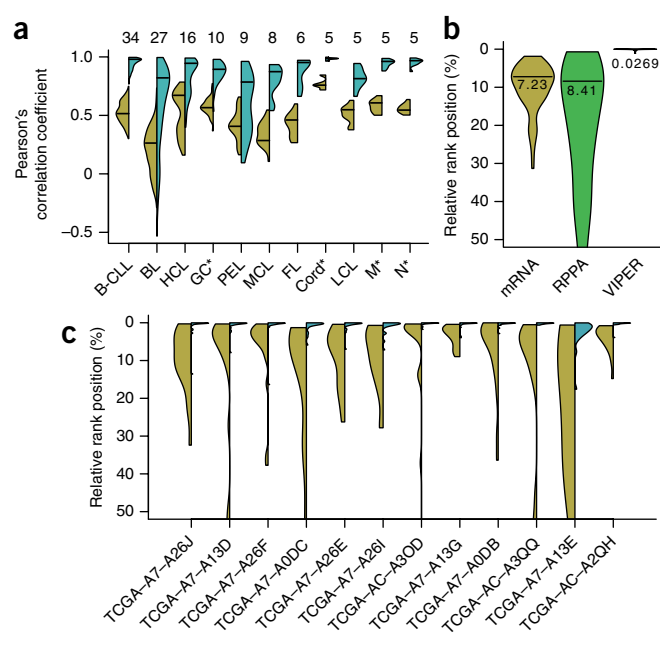 a
34 27 16 10 9 8 6 5 5 5 5
1.0
0.5
0
–0.5
Pearson's
correlation coefficient
B-CLL BL HCL GC* PEL MCL FL Cord* LCL M* N*
b
0
10
20
30
40
50
Relative rank position (%)
7.23
8.41
0.0269
mRNA RPPA VIPER
c
0
10
20
30
40
50
Relative rank position (%)
TCGA–A7–A26J
TCGA–A7–A13D
TCGA–A7–A26F
TCGA–A7–A0DC
TCGA–A7–A26E
TCGA–A7–A26I
TCGA–AC–A3OD
TCGA–A7–A13G
TCGA–A7–A0DB
TCGA–AC–A3QQ
TCGA–A7–A13E
TCGA–AC–A2QH